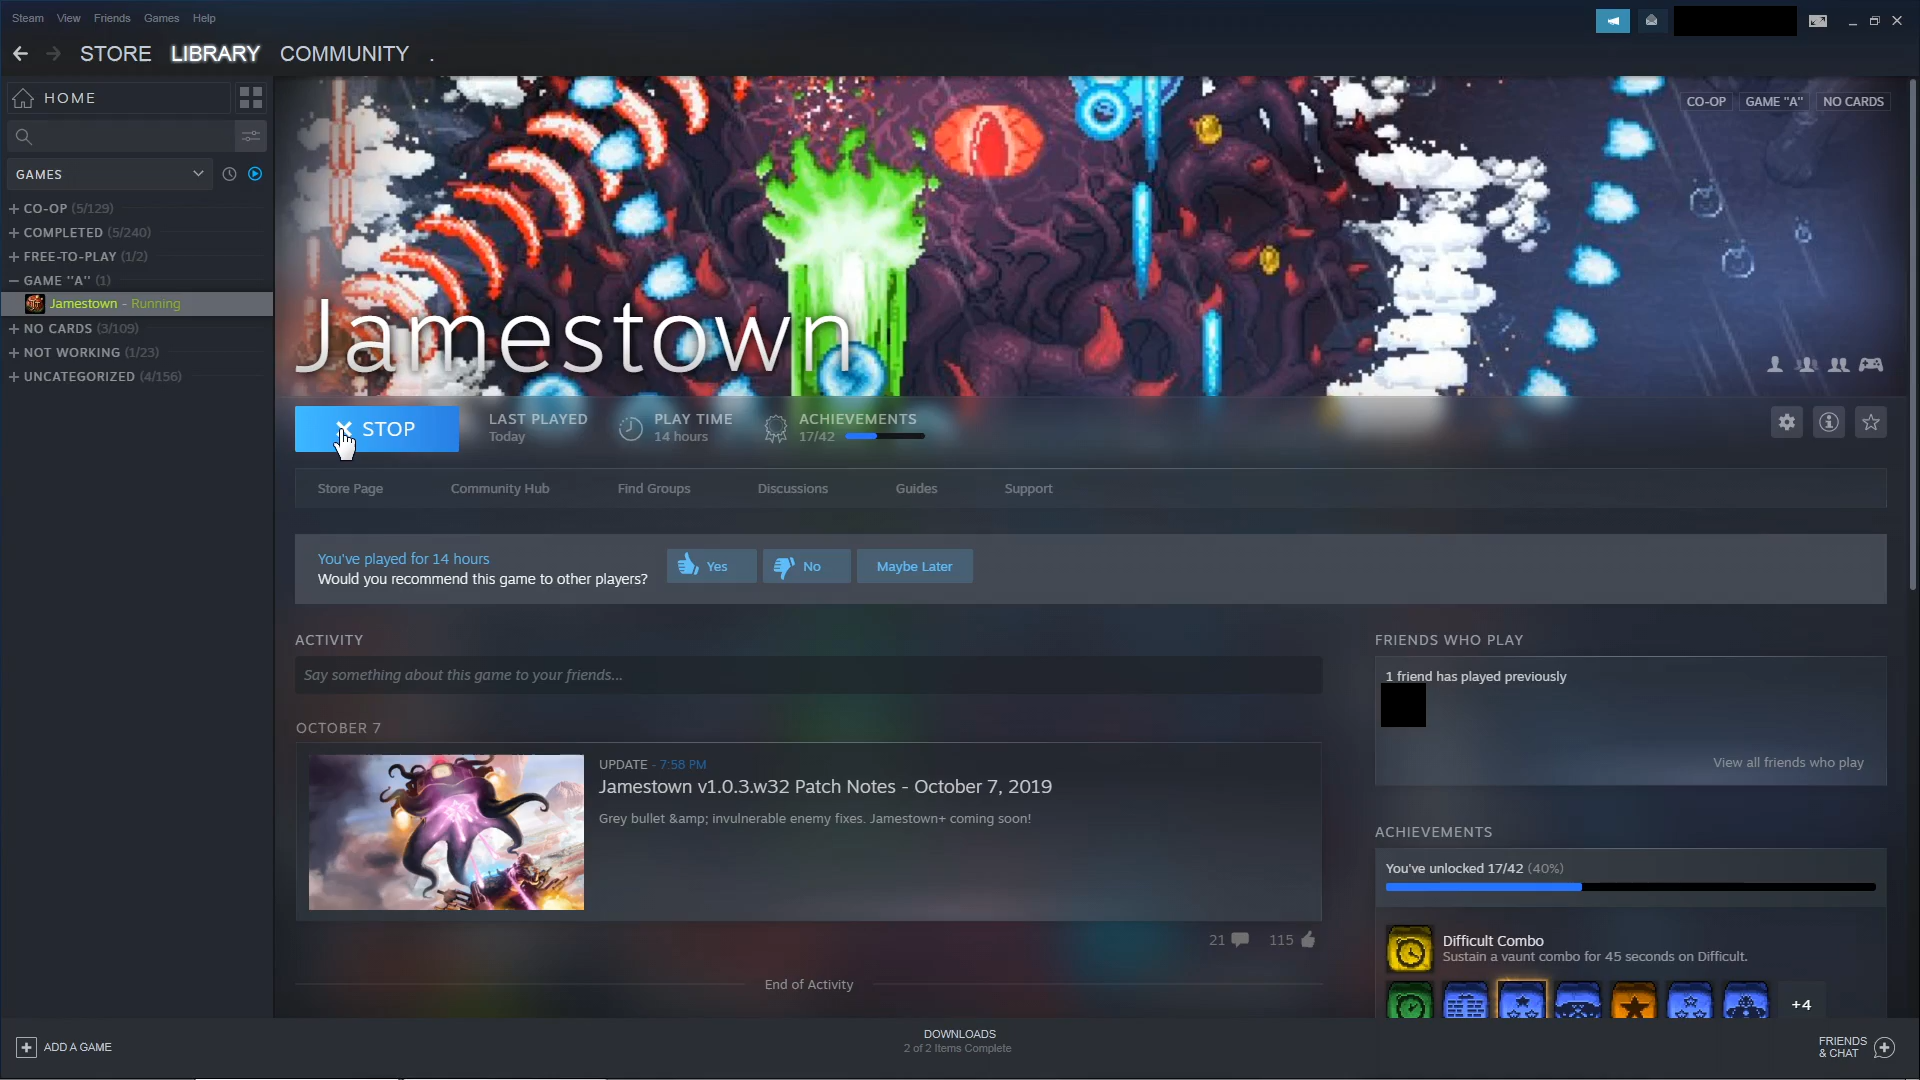 Steam View Friends Games Help
STORE LIBRARY COMMUNITY .
HOME
CO-OP GAME "A" NO CARDS
GAMES
+ CO-OP (5/129)
+ COMPLETED (5/240)
+ FREE-TO-PLAY (1/2)
— GAME "A" (1)
Jamestown - Running
+ NO CARDS (3/109)
+ NOT WORKING (1/23)
+ UNCATEGORIZED (4/156)
Jamestown
STOP
LAST PLAYED
Today
PLAY TIME
14 hours
ACHIEVEMENTS
17/42
Store Page Community Hub Find Groups Discussions Guides Support
You've played for 14 hours
Would you recommend this game to other players?
Yes No Maybe Later
ACTIVITY
Say something about this game to your friends...
OCTOBER 7
UPDATE - 7:58 PM
Jamestown v1.0.3.w32 Patch Notes - October 7, 2019
Grey bullet &amp; invulnerable enemy fixes. Jamestown+ coming soon!
21 115
End of Activity
FRIENDS WHO PLAY
1 friend has played previously
View all friends who play
ACHIEVEMENTS
You've unlocked 17/42 (40%)
Difficult Combo
Sustain a vaunt combo for 45 seconds on Difficult.
+4
+ ADD A GAME
DOWNLOADS
2 of 2 Items Complete
FRIENDS
& CHAT